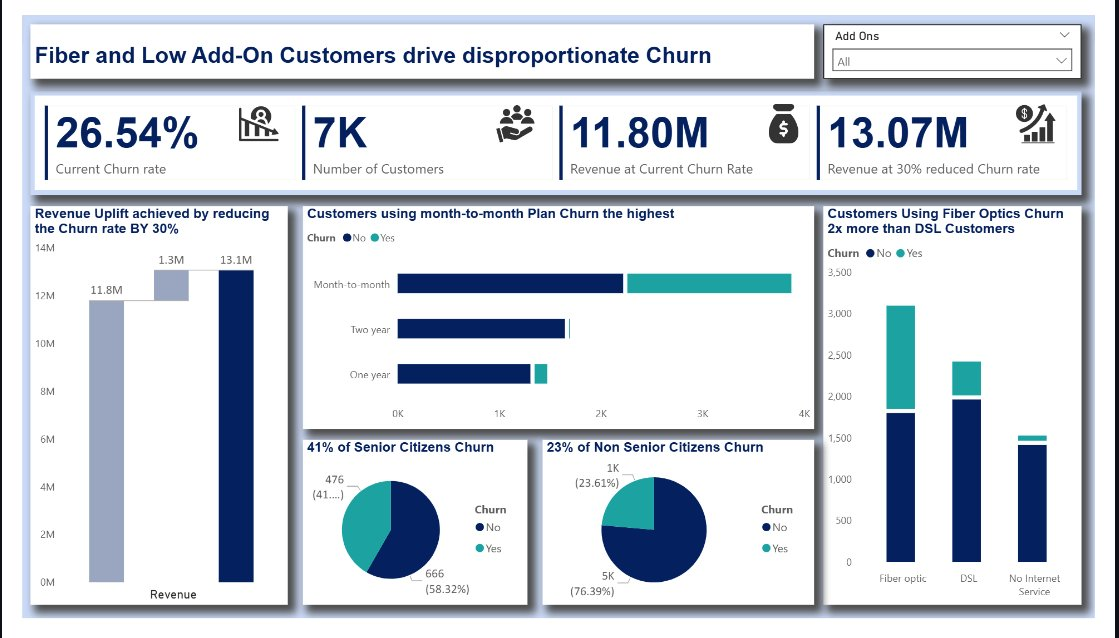 Fiber and Low Add-On Customers drive disproportionate Churn
Add Ons
All
26.54%
Current Churn rate
7K
Number of Customers
11.80M
Revenue at Current Churn Rate
13.07M
Revenue at 30% reduced Churn rate
Revenue Uplift achieved by reducing
the Churn rate BY 30%
14M
12M
10M
8M
6M
4M
2M
0M
11.8M
1.3M
13.1M
Revenue
Customers using month-to-month Plan Churn the highest
Churn No Yes
Month-to-month
Two year
One year
0K 1K 2K 3K 4K
41% of Senior Citizens Churn
476
(41....)
666
(58.32%)
Churn
No
Yes
23% of Non Senior Citizens Churn
1K
(23.61%)
5K
(76.39%)
Churn
No
Yes
Customers Using Fiber Optics Churn
2x more than DSL Customers
Churn No Yes
3,500
3,000
2,500
2,000
1,500
1,000
500
0
Fiber optic DSL No Internet
Service
$
$